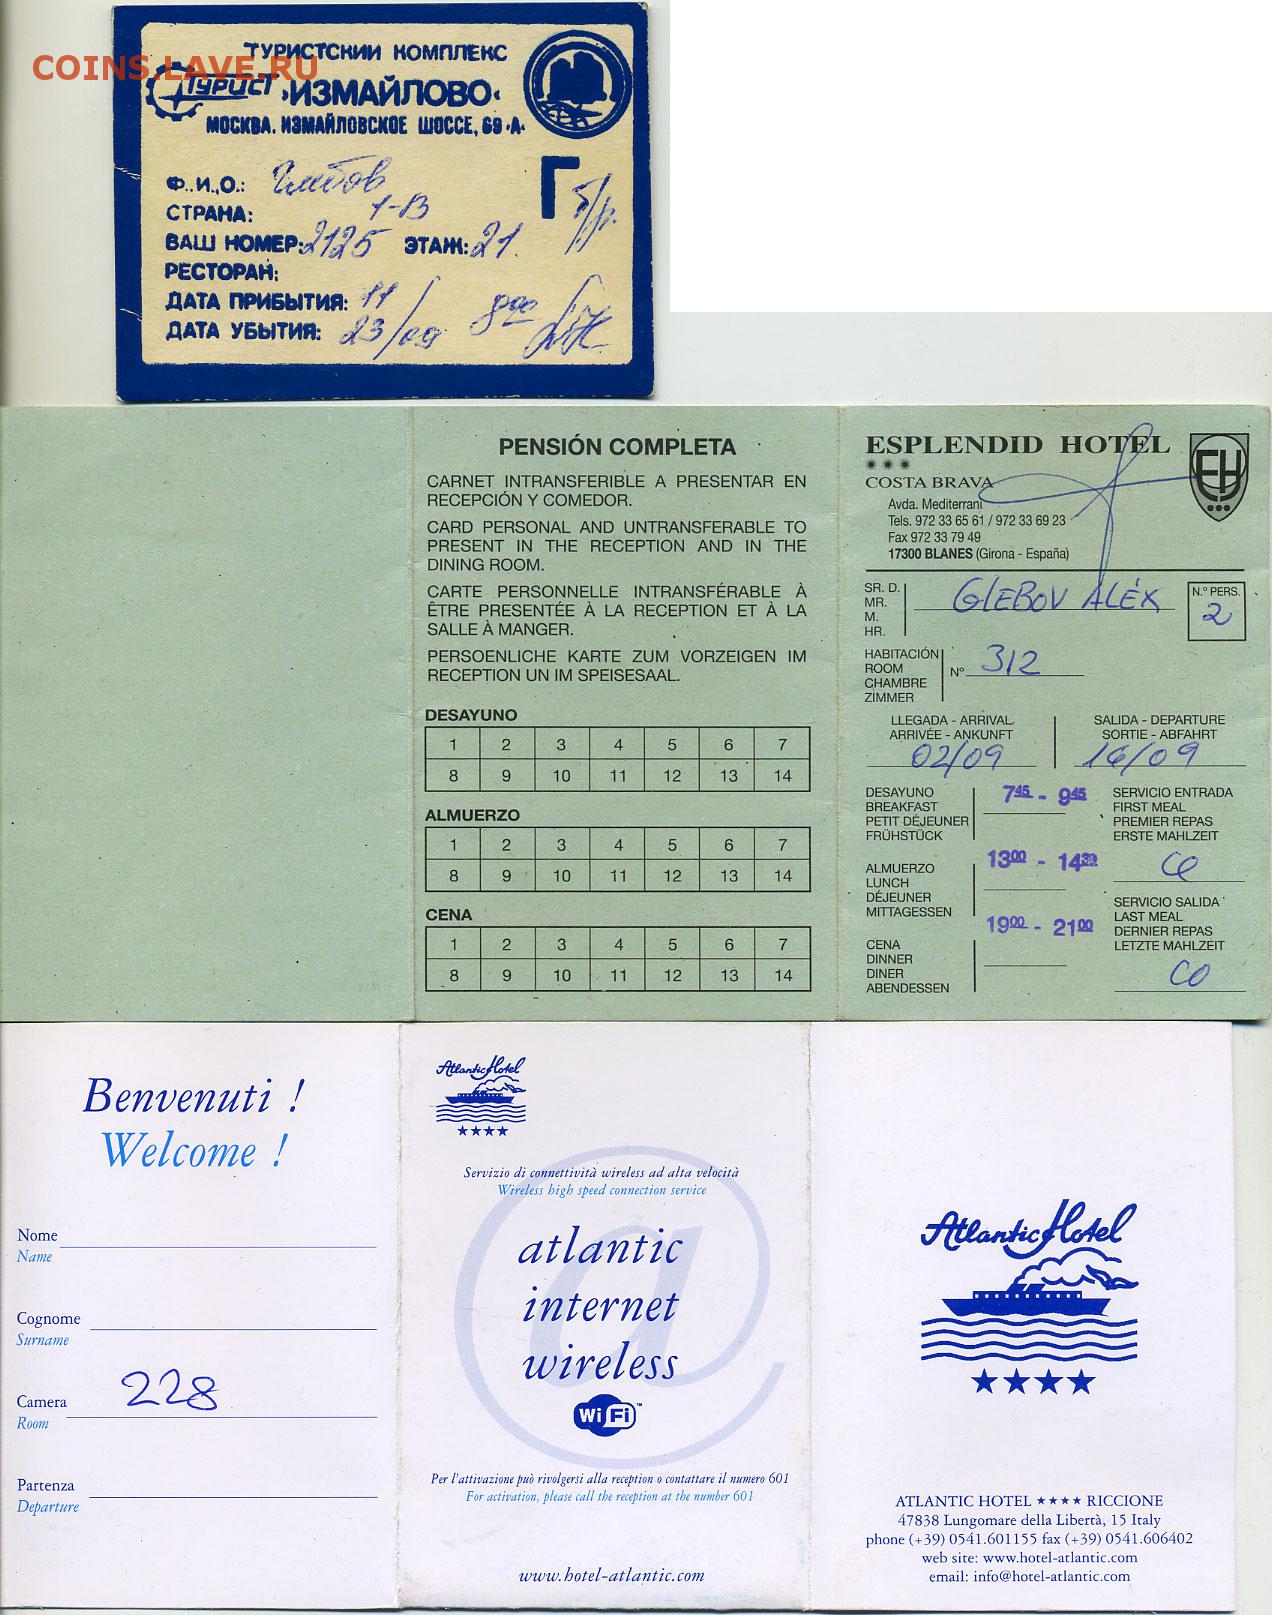 COINS.LAVE.RU
ТУРИСТСКИЙ КОМПЛЕКС
ТУРИСТ
›ИЗМАЙЛОВО‹
МОСКВА. ИЗМАЙЛОВСКОЕ ШОССЕ, 69 ‹А›
Г
Ф..И.,О.: Глебов
СТРАНА: 1-В
ВАШ НОМЕР: 2125 ЭТАЖ: 21.
РЕСТОРАН:
ДАТА ПРИБЫТИЯ: 11
ДАТА УБЫТИЯ: 23/09
PENSIÓN COMPLETA
CARNET INTRANSFERIBLE A PRESENTAR EN
RECEPCIÓN Y COMEDOR.
CARD PERSONAL AND UNTRANSFERABLE TO
PRESENT IN THE RECEPTION AND IN THE
DINING ROOM.
CARTE PERSONNELLE INTRANSFÉRABLE À
ÊTRE PRESENTÉE À LA RECEPTION ET À LA
SALLE À MANGER.
PERSOENLICHE KARTE ZUM VORZEIGEN IM
RECEPTION UN IM SPEISESAAL.
DESAYUNO
1 2 3 4 5 6 7
8 9 10 11 12 13 14
ALMUERZO
1 2 3 4 5 6 7
8 9 10 11 12 13 14
CENA
1 2 3 4 5 6 7
8 9 10 11 12 13 14
ESPLENDID HOTEL
EH
COSTA BRAVA
Avda. Mediterrani
Tels. 972 33 65 61 / 972 33 69 23
Fax 972 33 79 49
17300 BLANES (Girona - España)
SR. D.
MR.
M.
HR.
GLEBOV ALEX
N.º PERS.
2
HABITACIÓN
ROOM
CHAMBRE
ZIMMER
Nº 312
LLEGADA - ARRIVAL
ARRIVÉE - ANKUNFT
02/09
SALIDA - DEPARTURE
SORTIE - ABFAHRT
16/09
DESAYUNO
BREAKFAST
PETIT DÉJEUNER
FRÜHSTÜCK
745 - 945
SERVICIO ENTRADA
FIRST MEAL
PREMIER REPAS
ERSTE MAHLZEIT
ALMUERZO
LUNCH
DÉJEUNER
MITTAGESSEN
1300 - 1430
SERVICIO SALIDA
LAST MEAL
DERNIER REPAS
LETZTE MAHLZEIT
CENA
DINNER
DINER
ABENDESSEN
1900 - 2100
CO
Benvenuti !
Welcome !
Nome
Name
Cognome
Surname
Camera 228
Room
Partenza
Departure
Atlantic Hotel
★★★★
Servizio di connettività wireless ad alta velocità
Wireless high speed connection service
@
atlantic
internet
wireless
Wi Fi™
Per l'attivazione può rivolgersi alla reception o contattare il numero 601
For activation, please call the reception at the number 601
www.hotel-atlantic.com
Atlantic Hotel
★★★★
ATLANTIC HOTEL ★★★★ RICCIONE
47838 Lungomare della Libertà, 15 Italy
phone (+39) 0541.601155 fax (+39) 0541.606402
web site: www.hotel-atlantic.com
email: info@hotel-atlantic.com